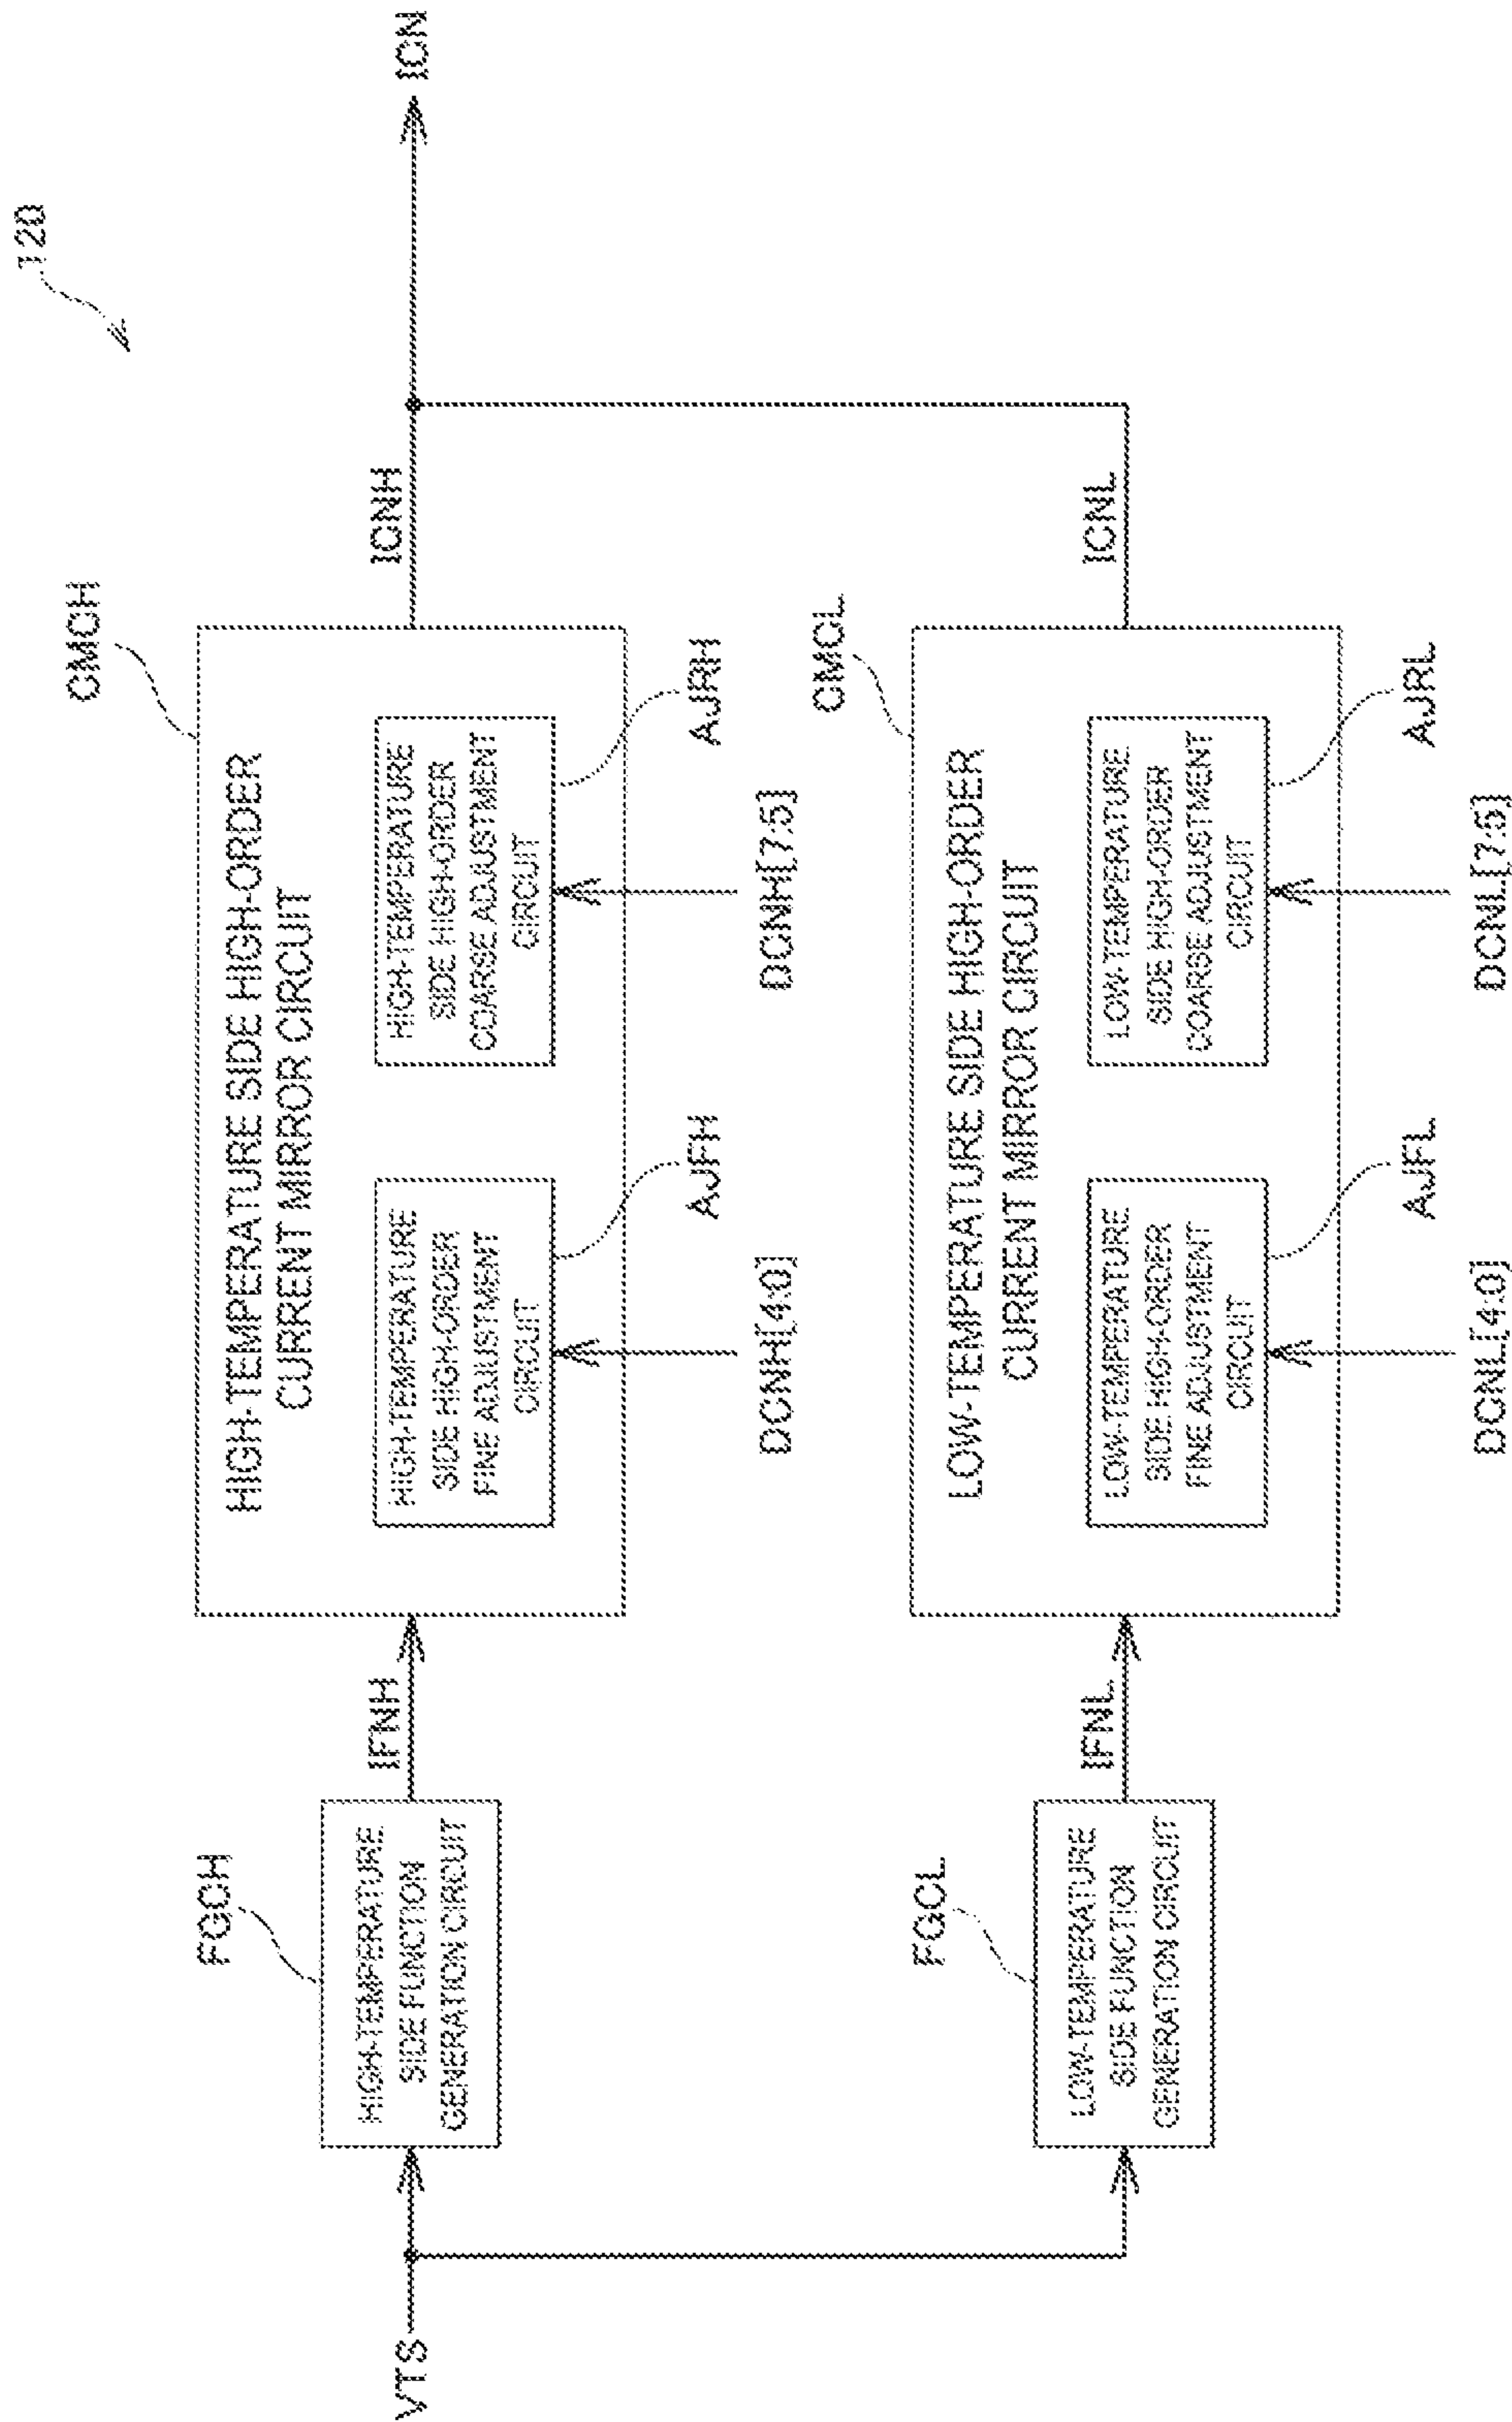 120
VTS
FGCH
HIGH-TEMPERATURE
SIDE FUNCTION
GENERATION CIRCUIT
IFNH
CMCH
HIGH-TEMPERATURE SIDE HIGH-ORDER
CURRENT MIRROR CIRCUIT
HIGH-TEMPERATURE
SIDE HIGH-ORDER
FINE ADJUSTMENT
CIRCUIT
AJFH
DCNH[4:0]
HIGH-TEMPERATURE
SIDE HIGH-ORDER
COARSE ADJUSTMENT
CIRCUIT
AJRH
DCNH[7:5]
ICNH
ICN
FGCL
LOW-TEMPERATURE
SIDE FUNCTION
GENERATION CIRCUIT
IFNL
CMCL
LOW-TEMPERATURE SIDE HIGH-ORDER
CURRENT MIRROR CIRCUIT
LOW-TEMPERATURE
SIDE HIGH-ORDER
FINE ADJUSTMENT
CIRCUIT
AJFL
DCNL[4:0]
LOW-TEMPERATURE
SIDE HIGH-ORDER
COARSE ADJUSTMENT
CIRCUIT
AJRL
DCNL[7:5]
ICNL